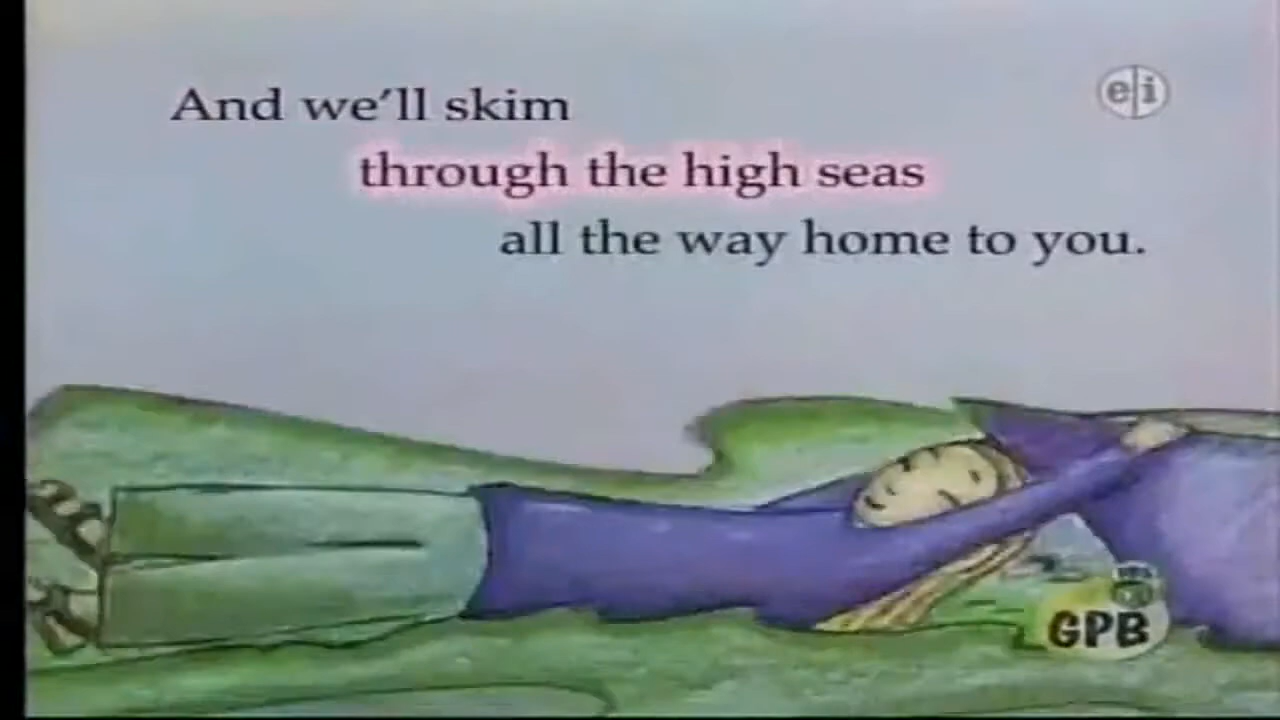 And we'll skim
e|i
through the high seas
all the way home to you.
GPB